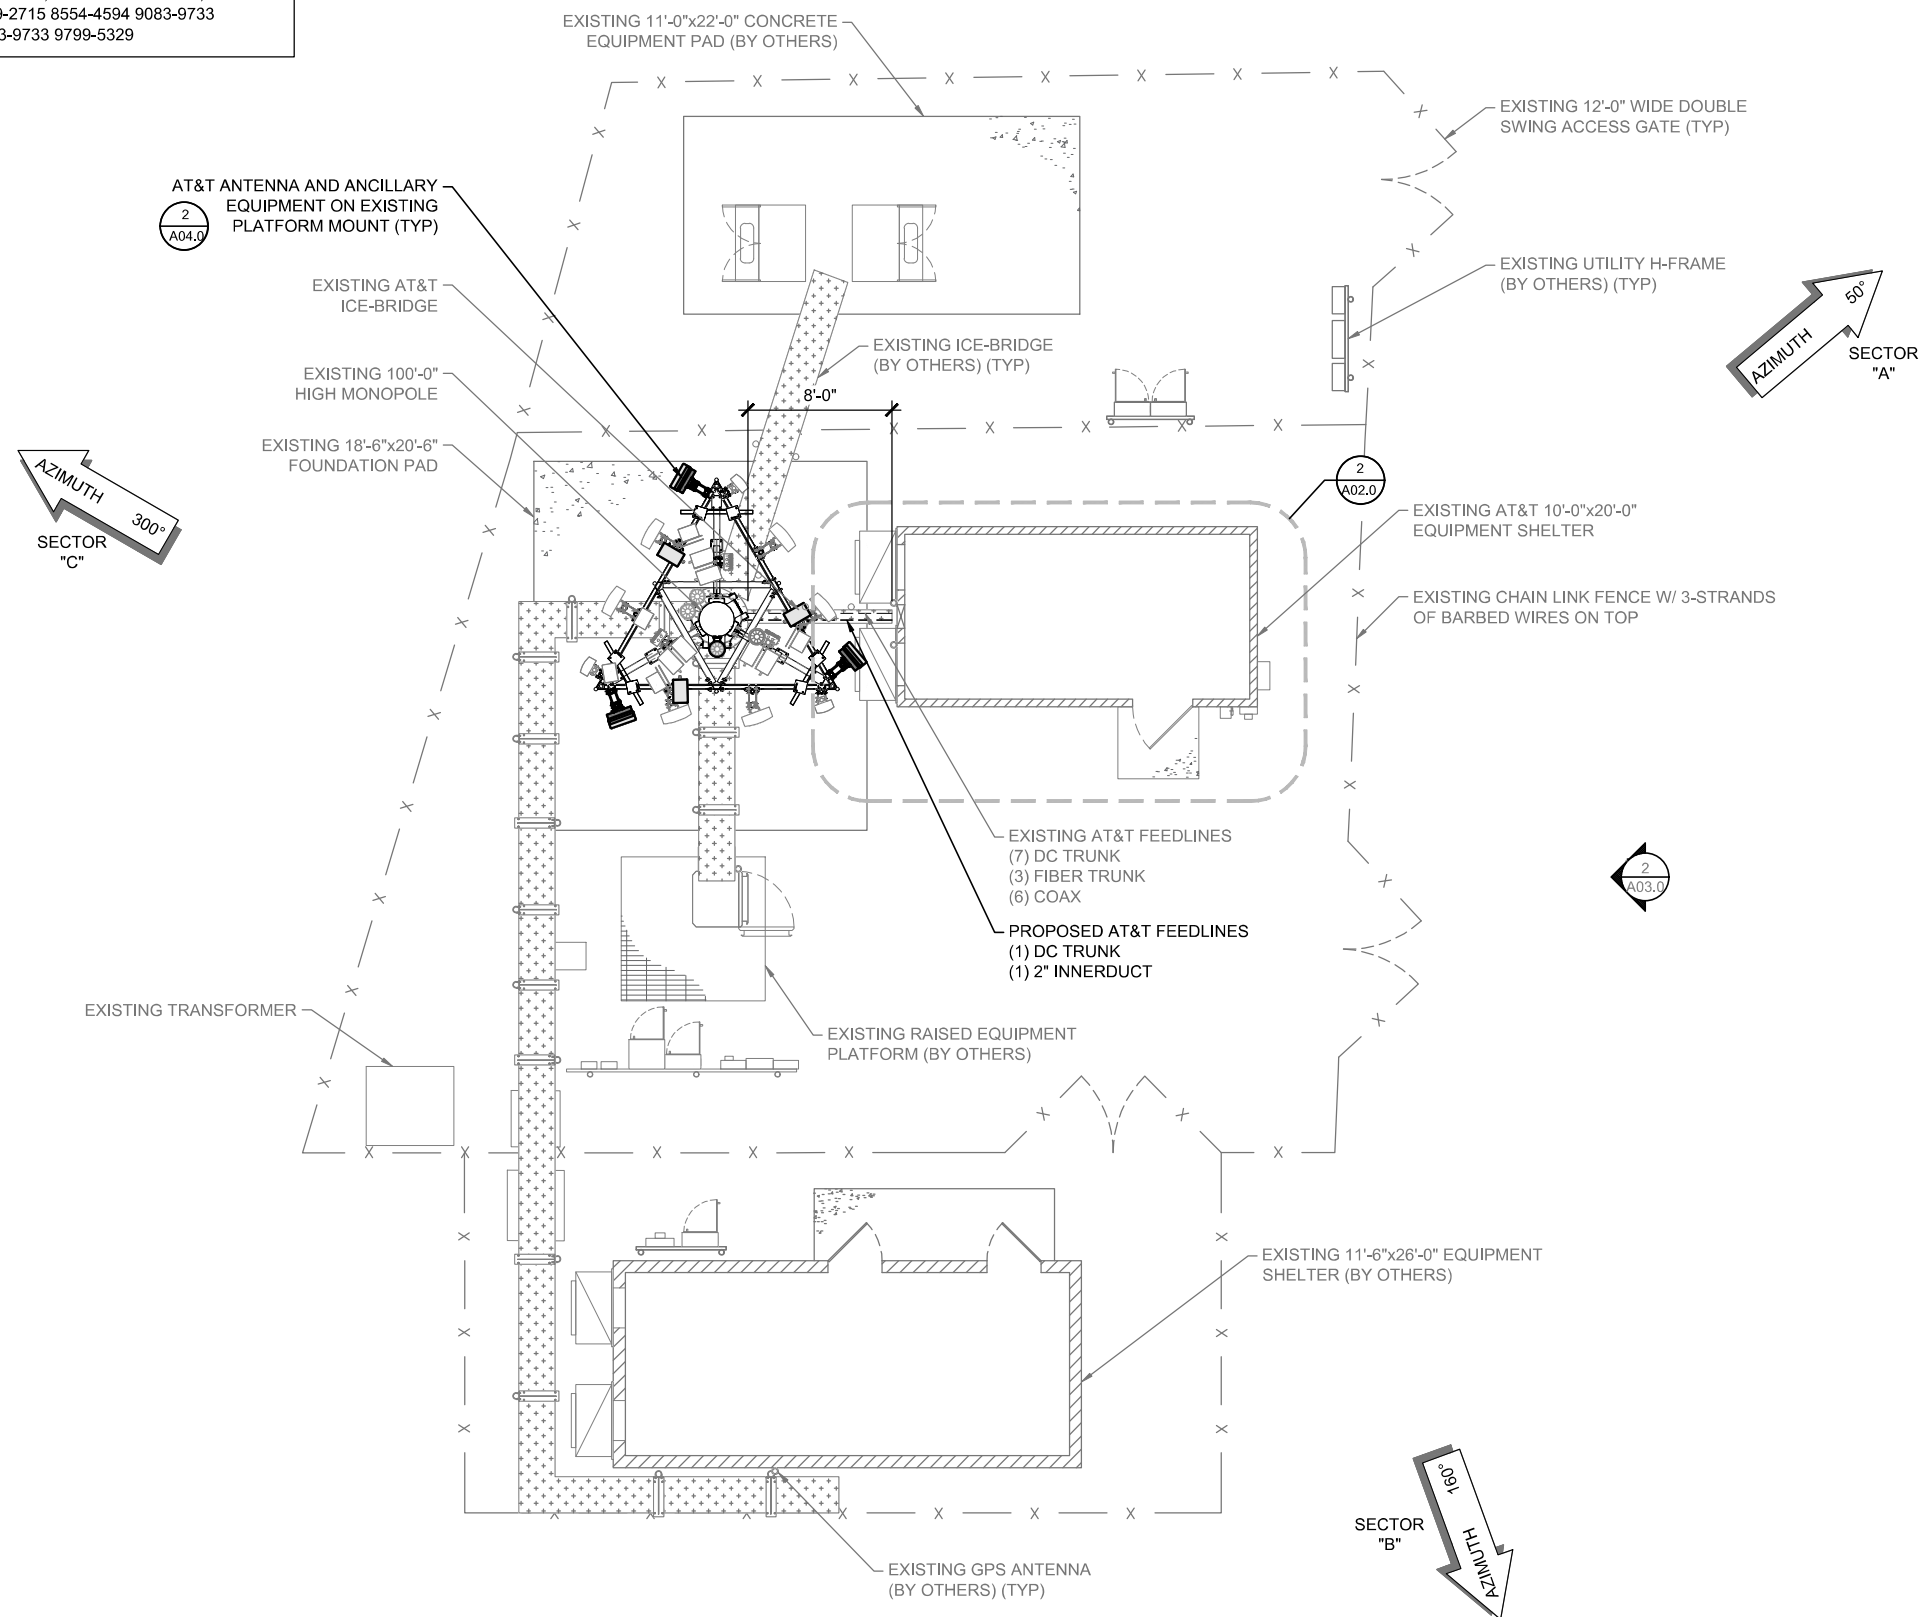 -2715 8554-4594 9083-9733
-9733 9799-5329
EXISTING 11'-0"x22'-0" CONCRETE
EQUIPMENT PAD (BY OTHERS)
EXISTING 12'-0" WIDE DOUBLE
SWING ACCESS GATE (TYP)
AT&T ANTENNA AND ANCILLARY
EQUIPMENT ON EXISTING
PLATFORM MOUNT (TYP)
2
A04.0
EXISTING UTILITY H-FRAME
(BY OTHERS) (TYP)
EXISTING AT&T
ICE-BRIDGE
50°
AZIMUTH
SECTOR
"A"
EXISTING ICE-BRIDGE
(BY OTHERS) (TYP)
EXISTING 100'-0"
HIGH MONOPOLE
8'-0"
EXISTING 18'-6"x20'-6"
FOUNDATION PAD
AZIMUTH
300°
SECTOR
"C"
2
A02.0
EXISTING AT&T 10'-0"x20'-0"
EQUIPMENT SHELTER
EXISTING CHAIN LINK FENCE W/ 3-STRANDS
OF BARBED WIRES ON TOP
EXISTING AT&T FEEDLINES
(7) DC TRUNK
(3) FIBER TRUNK
(6) COAX
2
A03.0
PROPOSED AT&T FEEDLINES
(1) DC TRUNK
(1) 2" INNERDUCT
EXISTING TRANSFORMER
EXISTING RAISED EQUIPMENT
PLATFORM (BY OTHERS)
EXISTING 11'-6"x26'-0" EQUIPMENT
SHELTER (BY OTHERS)
160°
AZIMUTH
SECTOR
"B"
EXISTING GPS ANTENNA
(BY OTHERS) (TYP)